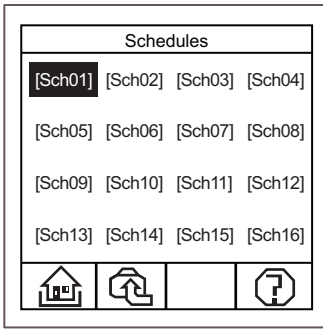 Schedules
[Sch01] [Sch02] [Sch03] [Sch04]
[Sch05] [Sch06] [Sch07] [Sch08]
[Sch09] [Sch10] [Sch11] [Sch12]
[Sch13] [Sch14] [Sch15] [Sch16]
?